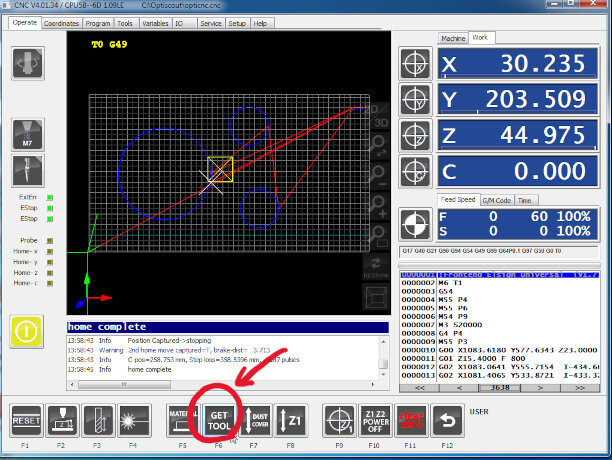 CNC V4.01.34 / CPU5B--6D 1.09LE C:\Optiscout\opticnc.cnc
Operate Coordinates Program Tools Variables IO Service Setup Help
T0 G49
Machine Work
X 30.235
Y 203.509
Z 44.975
C 0.000
M7
3D
REDRAW
ExtErr
EStop
EStop
Probe
Home-x
Home-y
Home-z
Home-c
Feed Speed G/M Code Time
F 0 60 100%
S 0 0 100%
G17 G40 G21 G90 G94 G54 G49 G99 G64P0.1 G97 G50 G0 T0
0000002 M6 T1
0000003 G54
0000004 M55 P4
0000005 M56 P4
0000006 M54 P9
0000007 M3 S20000
0000008 G4 P4
0000009 M55 P3
0000010 G00 X1083.6180 Y577.6343 Z23.0000
0000011 G01 Z15.4000 F 800
0000012 G02 X1083.0641 Y555.7154 I-434.6
0000013 G02 X1081.4065 Y533.8721 I-433.3
<< < 3638 > >>
home complete
13:58:43 Info Position Captured->stopping
13:58:43 Warning 2nd home move captured=1, brake-dist= 3.713
13:58:43 Info C pos=258.753 mm, Step loss=358.5396 mm,
pulses
13:58:45 Info home complete
RESET
MATERIAL
GET TOOL
DUST COVER
Z1
Z1 Z2 POWER OFF
clear zero
USER
F1 F2 F3 F4 F5 F6 F7 F8 F9 F10 F11 F12